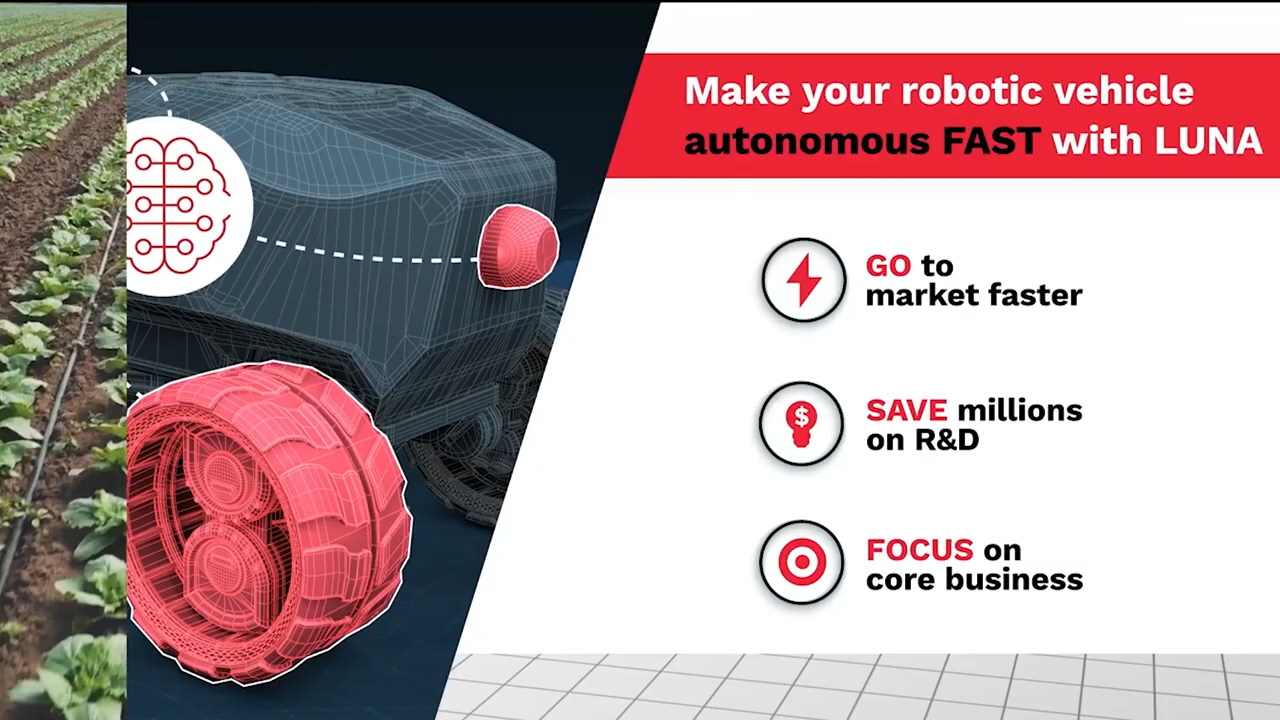 Make your robotic vehicle
autonomous FAST with LUNA
GO to
market faster
$
SAVE millions
on R&D
FOCUS on
core business